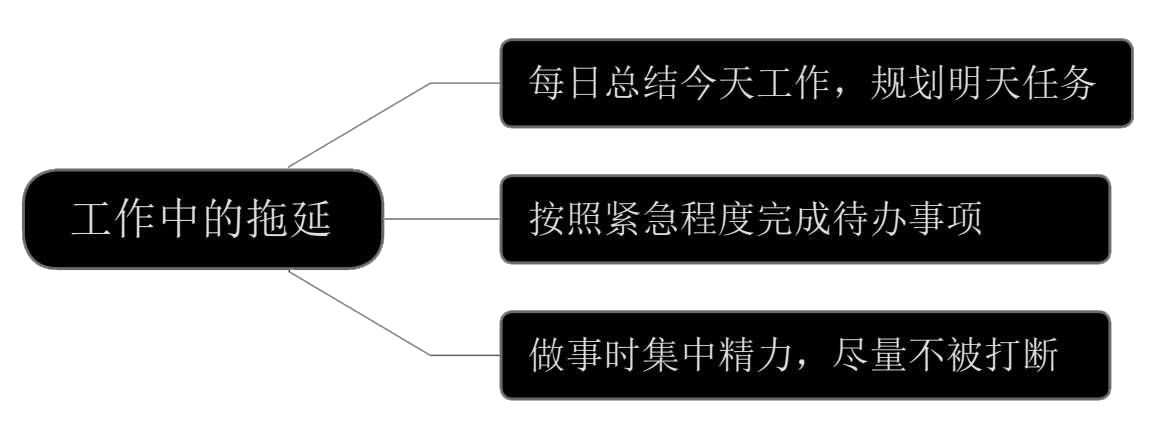 工作中的拖延
每日总结今天工作，规划明天任务
按照紧急程度完成待办事项
做事时集中精力，尽量不被打断